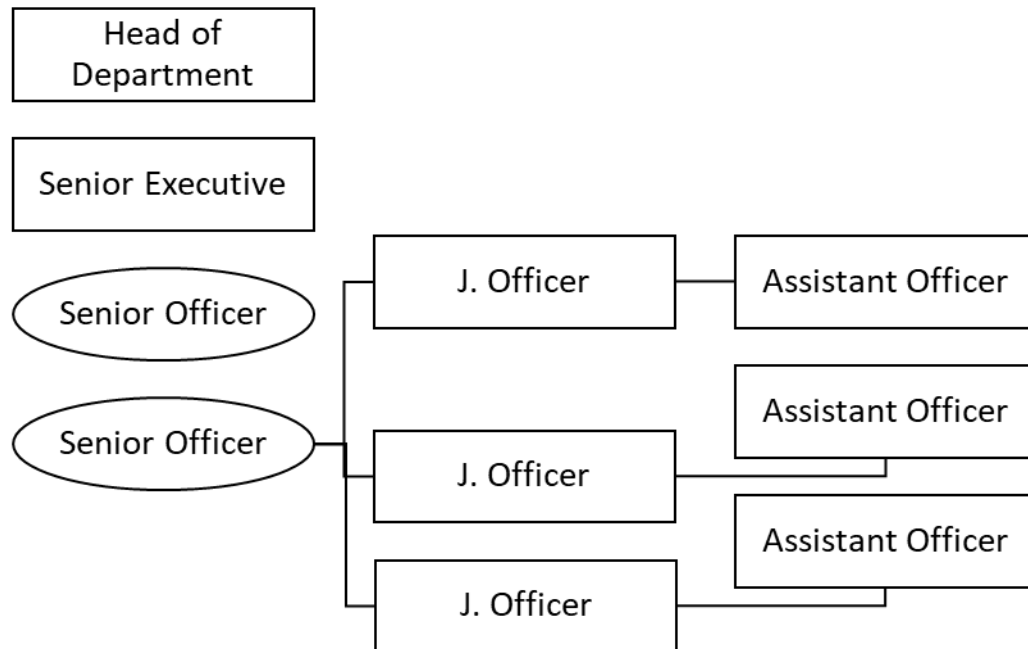 Head of
Department
Senior Executive
Senior Officer
Senior Officer
J. Officer
J. Officer
J. Officer
Assistant Officer
Assistant Officer
Assistant Officer